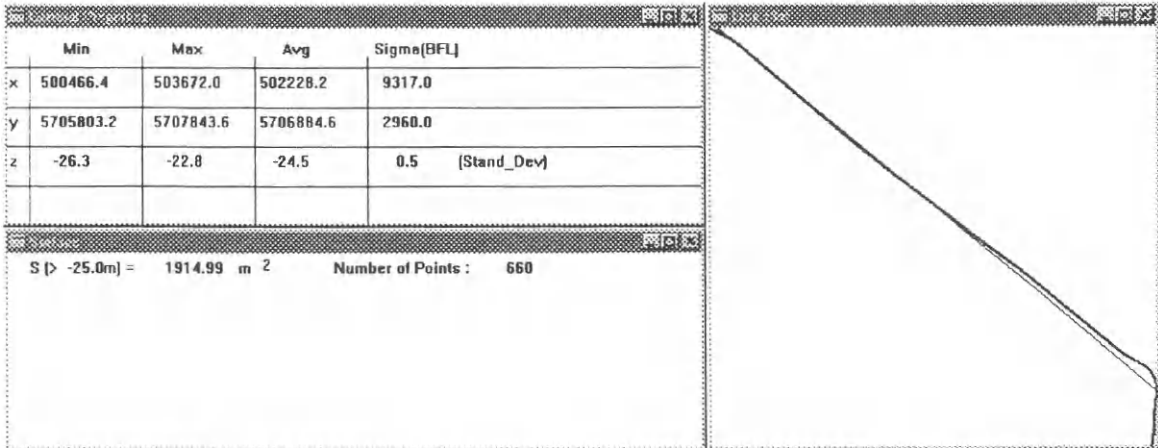 Min Max Avg Sigma(BFL)
x 500466.4 503672.0 502228.2 9317.0
y 5705803.2 5707843.6 5706884.6 2960.0
z -26.3 -22.8 -24.5 0.5 (Stand_Dev)
S (> -25.0m) = 1914.99 m 2 Number of Points : 660